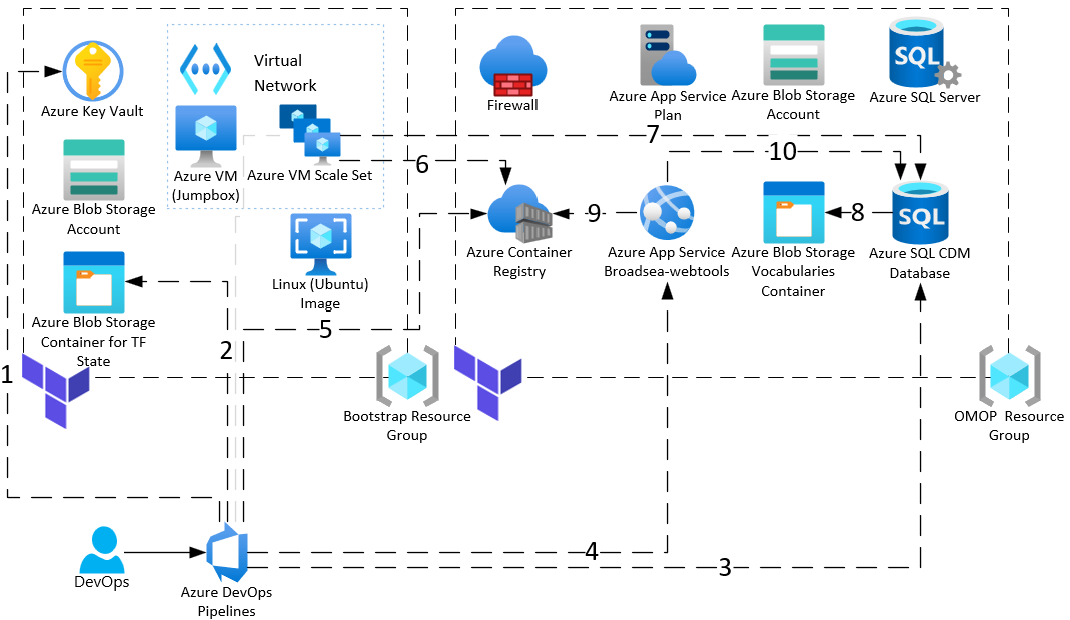 Virtual
Network
Azure Key Vault
Azure VM
(Jumpbox)
Azure VM Scale Set
Azure Blob Storage
Account
Linux (Ubuntu)
Image
Azure Blob Storage
Container for TF
State
Bootstrap Resource
Group
Firewall
Azure App Service
Plan
Azure Blob Storage
Account
SQL
Azure SQL Server
7
10
6
9
8
SQL
Azure Container
Registry
Azure App Service
Broadsea-webtools
Azure Blob Storage
Vocabularies
Container
Azure SQL CDM
Database
5
2
1
OMOP  Resource
Group
4
3
DevOps
Azure DevOps
Pipelines